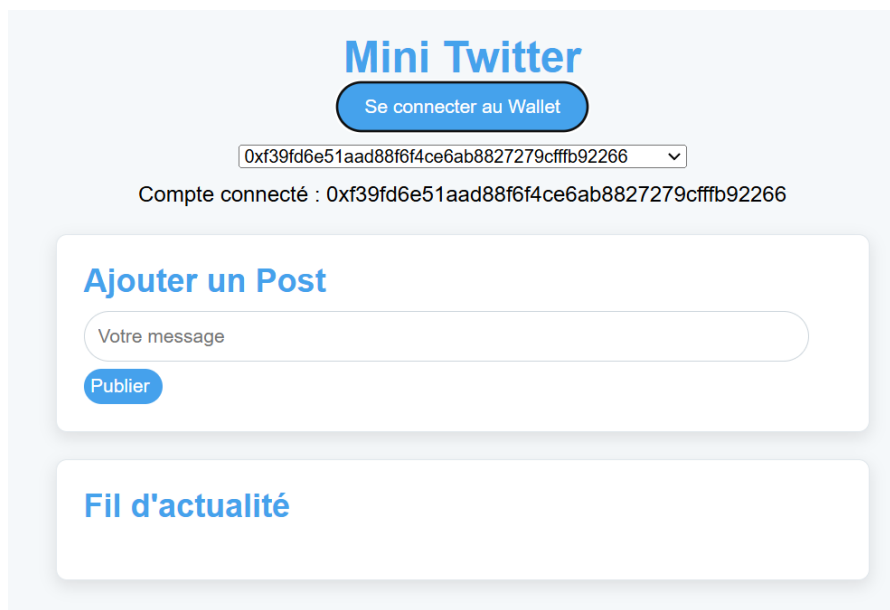 Mini Twitter
Se connecter au Wallet
0xf39fd6e51aad88f6f4ce6ab8827279cfffb92266
Compte connecté : 0xf39fd6e51aad88f6f4ce6ab8827279cfffb92266
Ajouter un Post
Votre message
Publier
Fil d'actualité